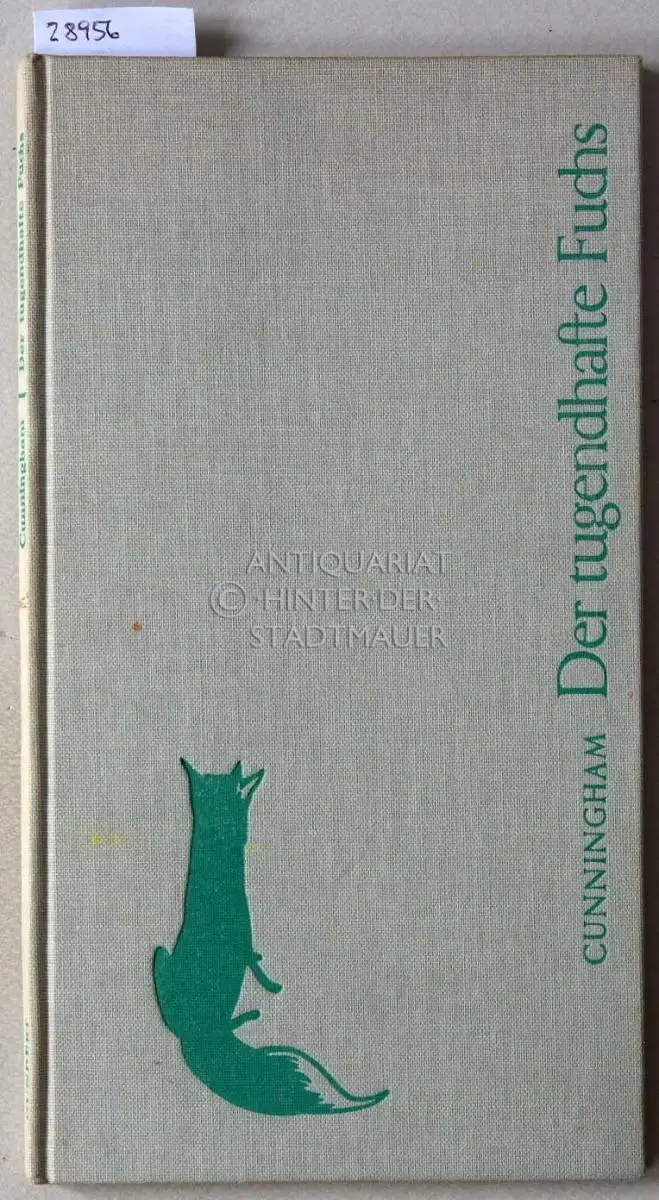 28956
Cunningham / Der tugendhafte Fuchs
CUNNINGHAM Der tugendhafte Fuchs
ANTIQUARIAT
© ·HINTER·DER·
STADTMAUER